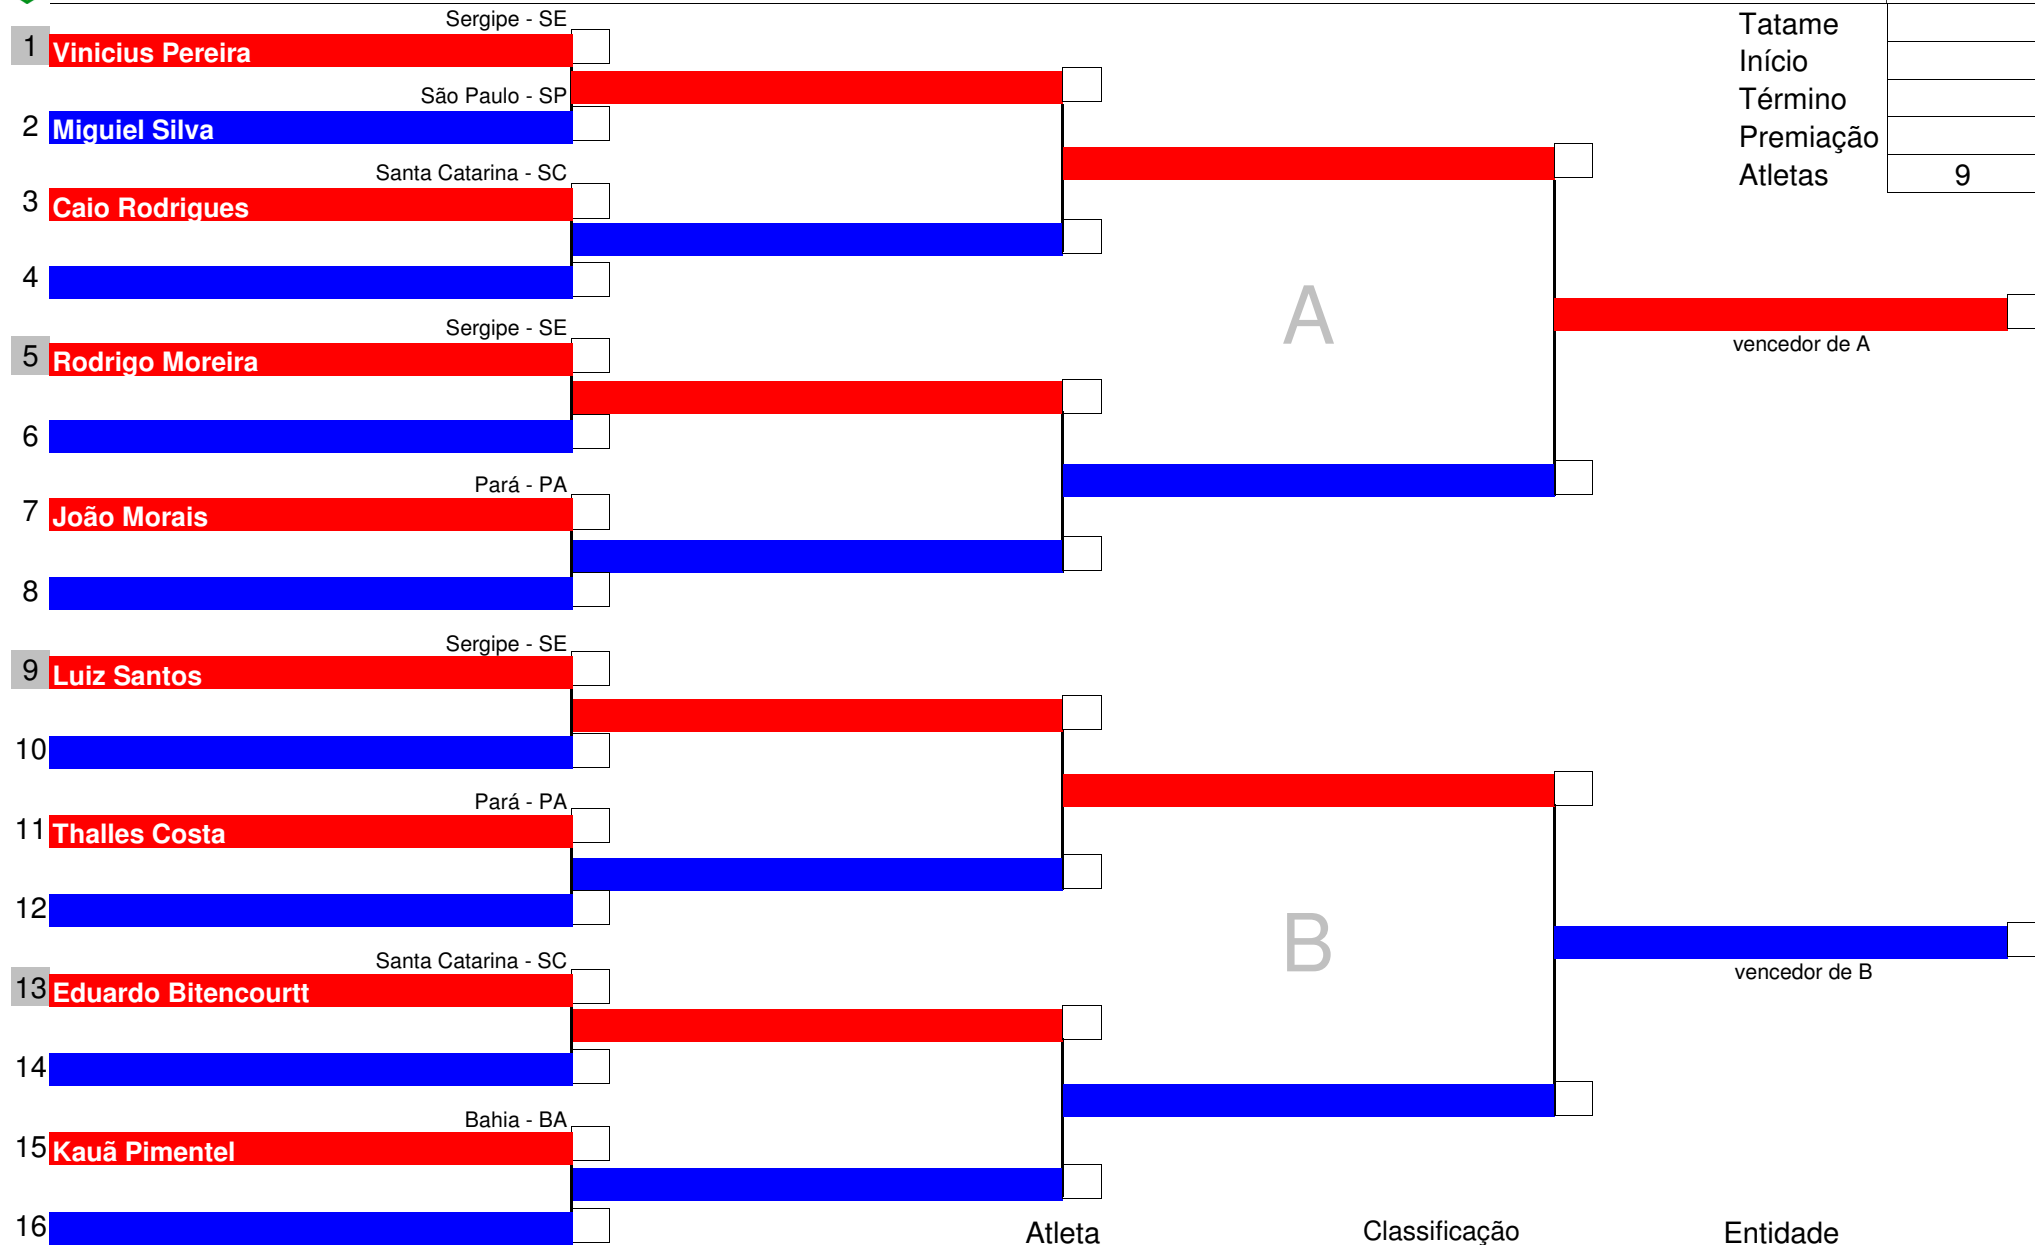 Sergipe - SE
1 Vinicius Pereira
São Paulo - SP
2 Miguiel Silva
Santa Catarina - SC
3 Caio Rodrigues
4
Sergipe - SE
5 Rodrigo Moreira
6
Pará - PA
7 João Morais
8
Sergipe - SE
9 Luiz Santos
10
Pará - PA
11 Thalles Costa
12
Santa Catarina - SC
13 Eduardo Bitencourtt
14
Bahia - BA
15 Kauã Pimentel
16
A
B
vencedor de A
vencedor de B
Tatame
Início
Término
Premiação
Atletas 9
Atleta Classificação Entidade